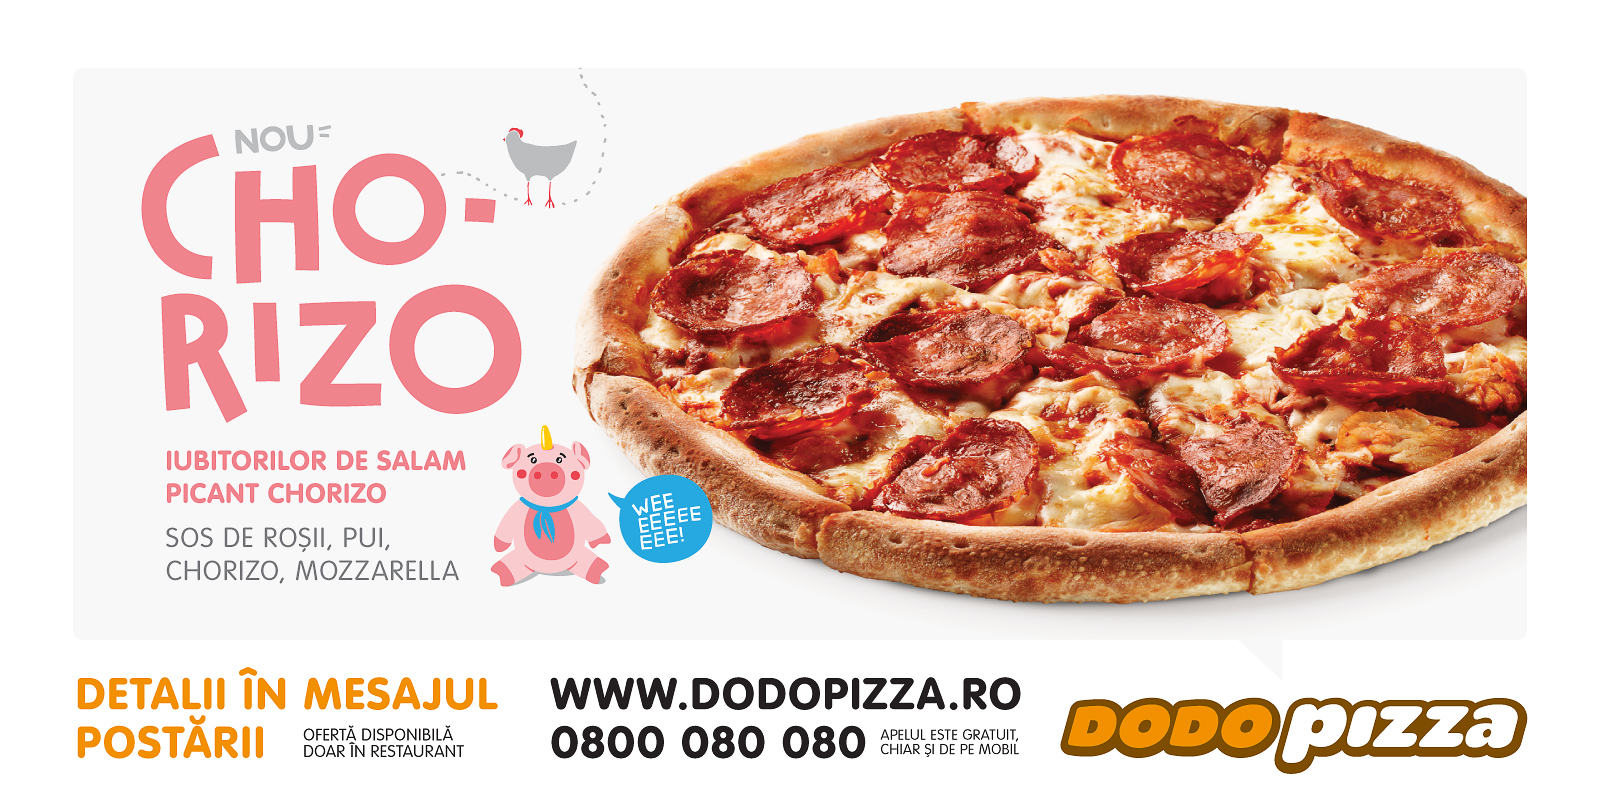 NOU
CHO-
RIZO
IUBITORILOR DE SALAM
PICANT CHORIZO
SOS DE ROȘII, PUI,
CHORIZO, MOZZARELLA
WEE
EEEEE
EEE!
DETALII ÎN MESAJUL
POSTĂRII
OFERTĂ DISPONIBILĂ
DOAR ÎN RESTAURANT
WWW.DODOPIZZA.RO
0800 080 080
APELUL ESTE GRATUIT,
CHIAR ȘI DE PE MOBIL
DODO pizza